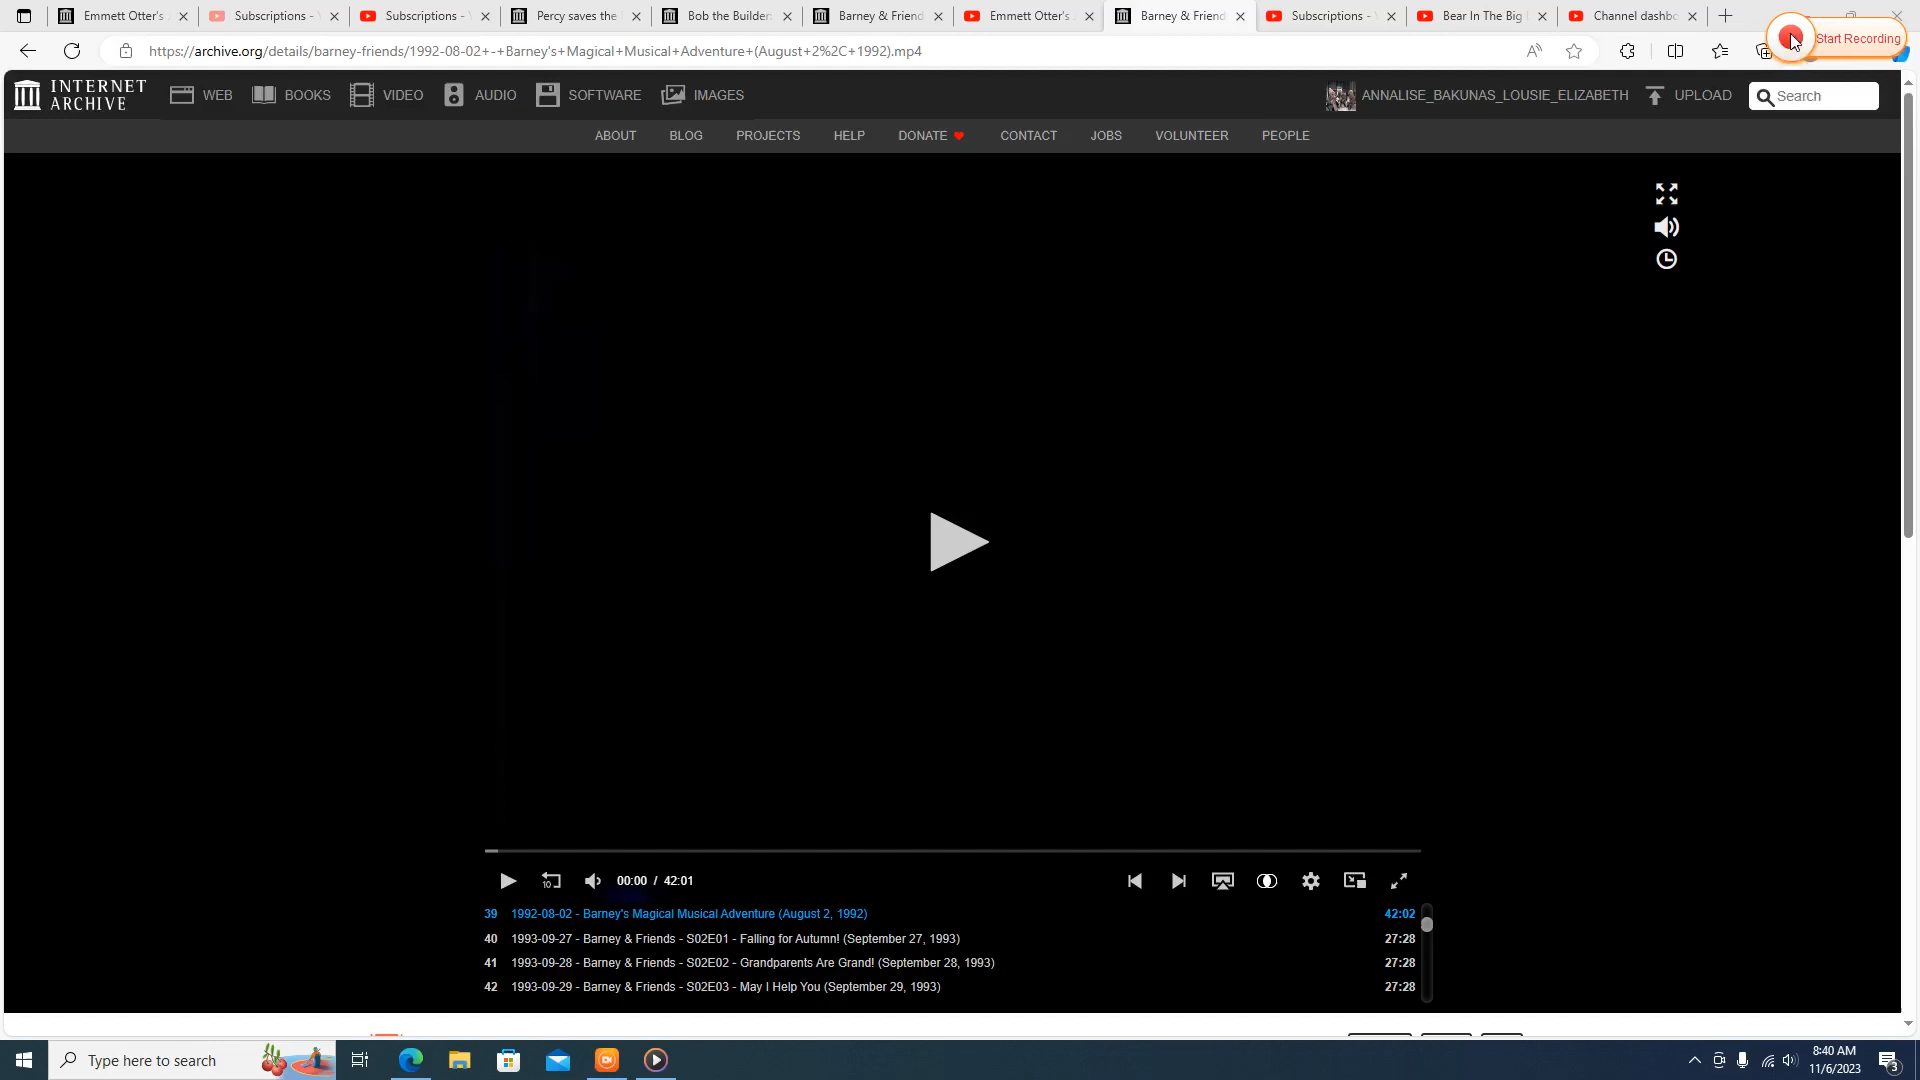 Emmett Otter's
Subscriptions - Y
Subscriptions - Y
Percy saves the
Bob the Builder:
Barney & Friend
Emmett Otter's
Barney & Friend
Subscriptions - Y
Bear In The Big
Channel dashbo
https://archive.org/details/barney-friends/1992-08-02+-+Barney's+Magical+Musical+Adventure+(August+2%2C+1992).mp4
Start Recording
INTERNET ARCHIVE
WEB
BOOKS
VIDEO
AUDIO
SOFTWARE
IMAGES
ANNALISE_BAKUNAS_LOUSIE_ELIZABETH
UPLOAD
Search
ABOUT
BLOG
PROJECTS
HELP
DONATE
CONTACT
JOBS
VOLUNTEER
PEOPLE
10
00:00 / 42:01
39 1992-08-02 - Barney's Magical Musical Adventure (August 2, 1992) 42:02
40 1993-09-27 - Barney & Friends - S02E01 - Falling for Autumn! (September 27, 1993) 27:28
41 1993-09-28 - Barney & Friends - S02E02 - Grandparents Are Grand! (September 28, 1993) 27:28
42 1993-09-29 - Barney & Friends - S02E03 - May I Help You (September 29, 1993) 27:28
Type here to search
8:40 AM
11/6/2023
3